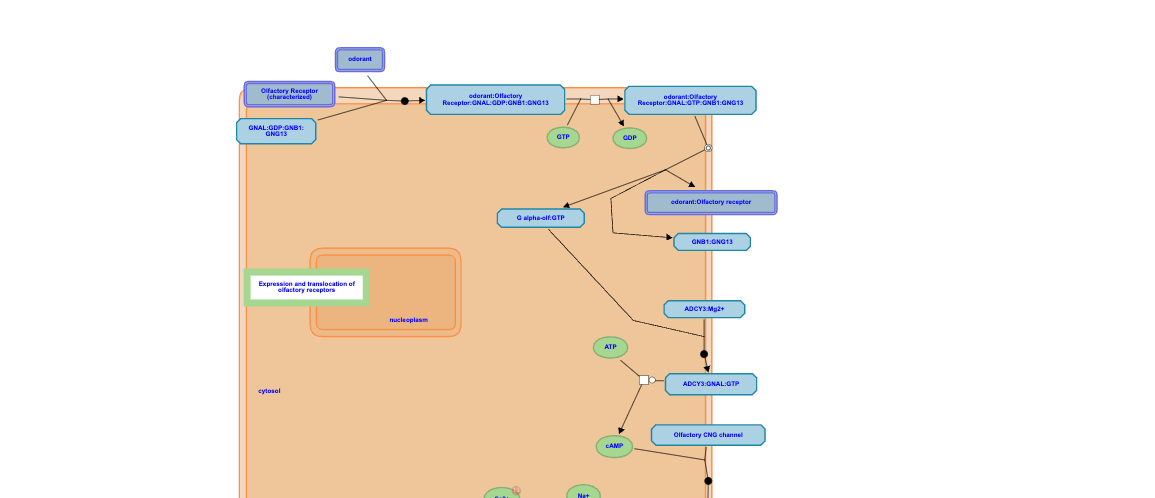 odorant
Olfactory Receptor
(characterized)
odorant:Olfactory
Receptor:GNAL:GDP:GNB1:GNG13
odorant:Olfactory
Receptor:GNAL:GTP:GNB1:GNG13
GNAL:GDP:GNB1:
GNG13
GTP
GDP
odorant:Olfactory receptor
G alpha-olf:GTP
GNB1:GNG13
Expression and translocation of
olfactory receptors
nucleoplasm
ADCY3:Mg2+
ATP
ADCY3:GNAL:GTP
cytosol
Olfactory CNG channel
cAMP
Na+